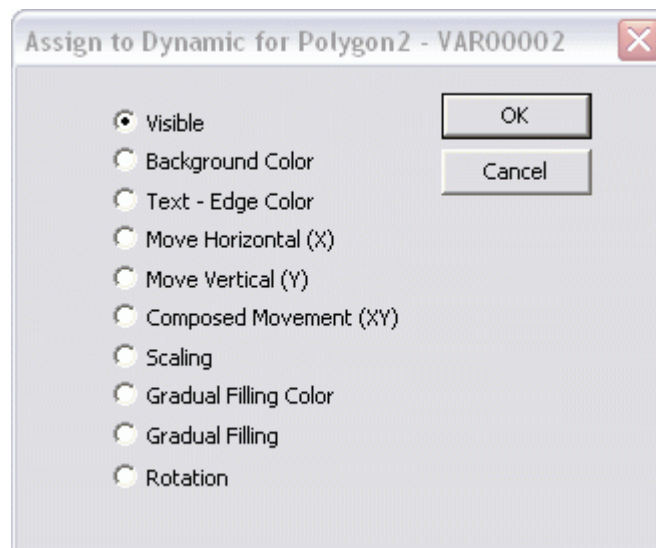 Assign to Dynamic for Polygon2 - VAR00002
Visible
OK
Background Color
Cancel
Text - Edge Color
Move Horizontal (X)
Move Vertical (Y)
Composed Movement (XY)
Scaling
Gradual Filling Color
Gradual Filling
Rotation